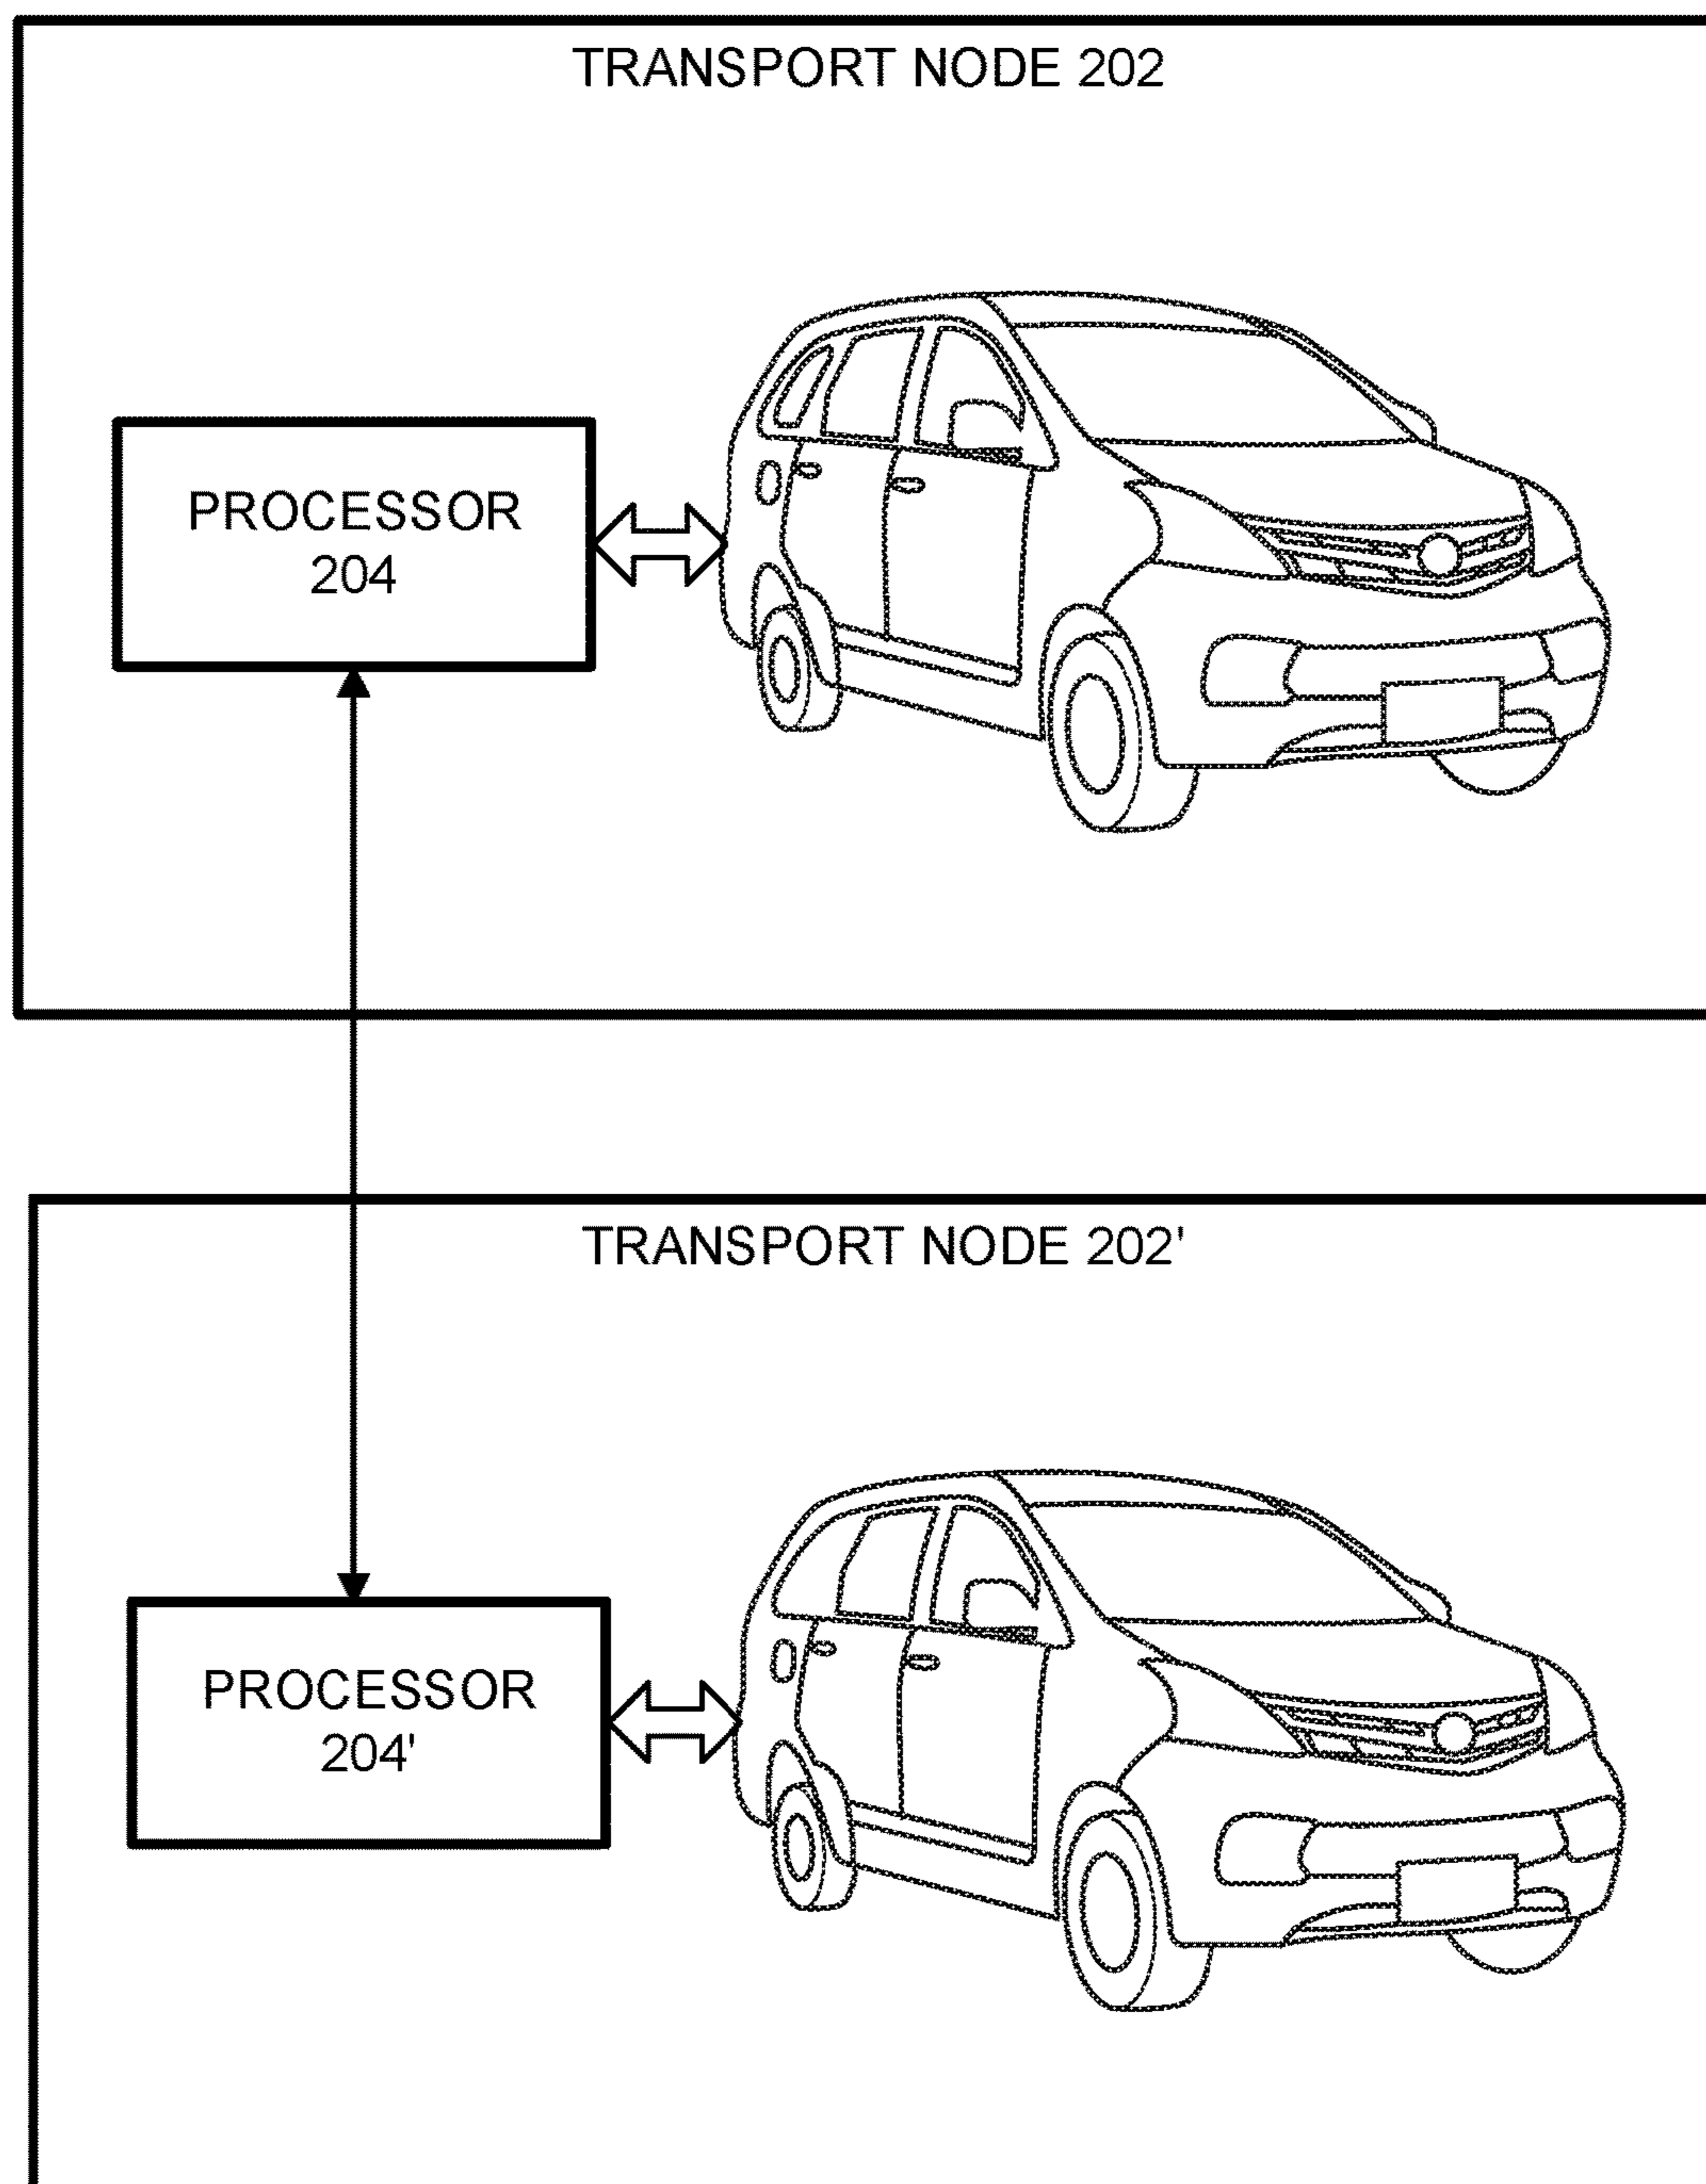 TRANSPORT NODE 202
PROCESSOR
204
TRANSPORT NODE 202'
PROCESSOR
204'